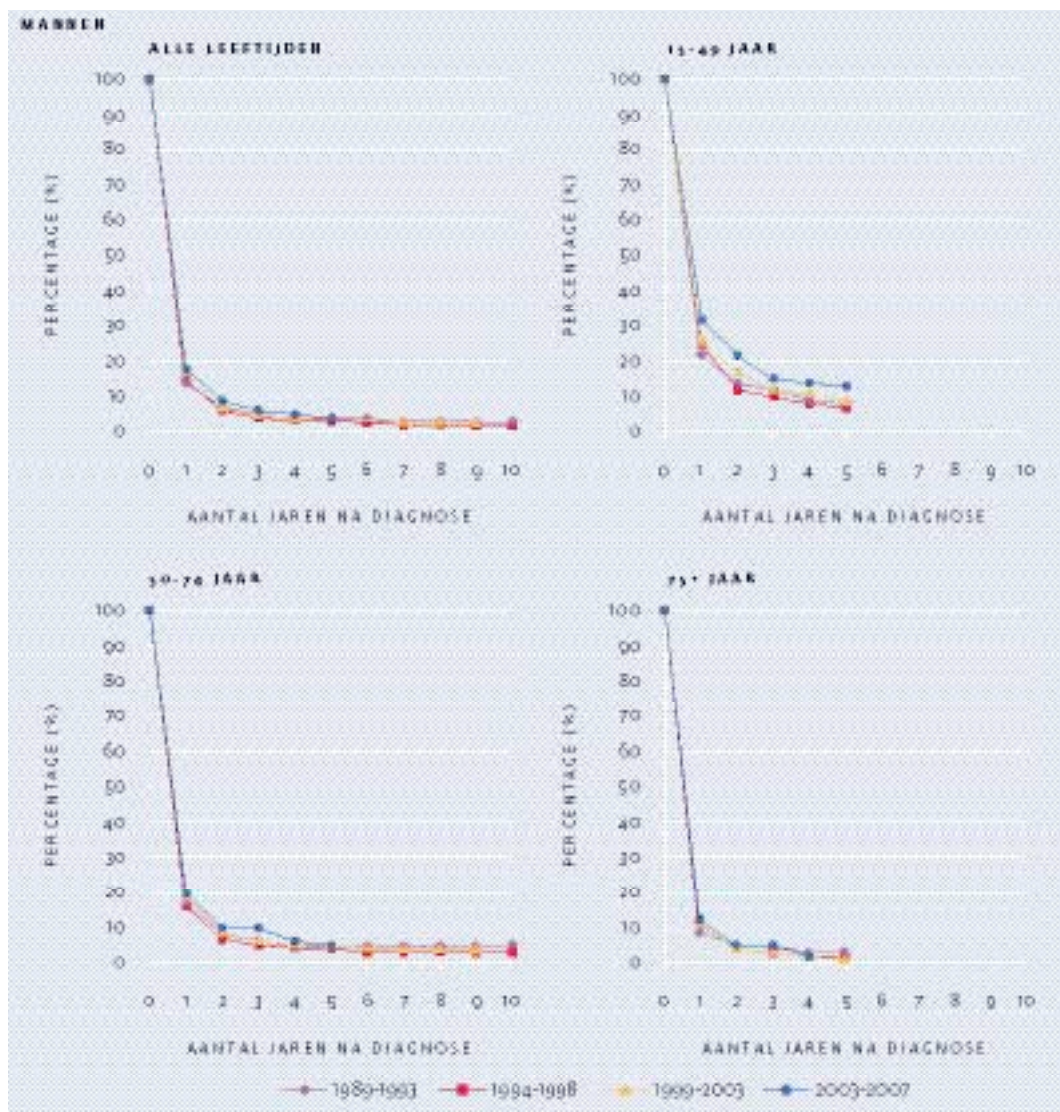 MANNEN
ALLE LEEFTIJDEN
100
90
80
70
60
50
40
30
20
10
0
PERCENTAGE (%)
0 1 2 3 4 5 6 7 8 9 10
AANTAL JAREN NA DIAGNOSE
15-49 JAAR
100
90
80
70
60
50
40
30
20
10
0
PERCENTAGE (%)
0 1 2 3 4 5 6 7 8 9 10
AANTAL JAREN NA DIAGNOSE
50-74 JAAR
100
90
80
70
60
50
40
30
20
10
0
PERCENTAGE (%)
0 1 2 3 4 5 6 7 8 9 10
AANTAL JAREN NA DIAGNOSE
75+ JAAR
100
90
80
70
60
50
40
30
20
10
0
PERCENTAGE (%)
0 1 2 3 4 5 6 7 8 9 10
AANTAL JAREN NA DIAGNOSE
1989-1993 1994-1998 1999-2003 2003-2007